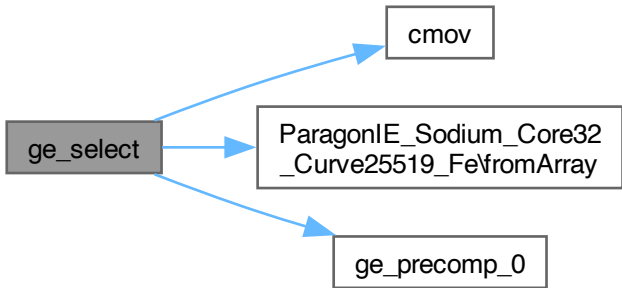 cmov
ge_select
ParagonIE_Sodium_Core32
_Curve25519_Fe\fromArray
ge_precomp_0